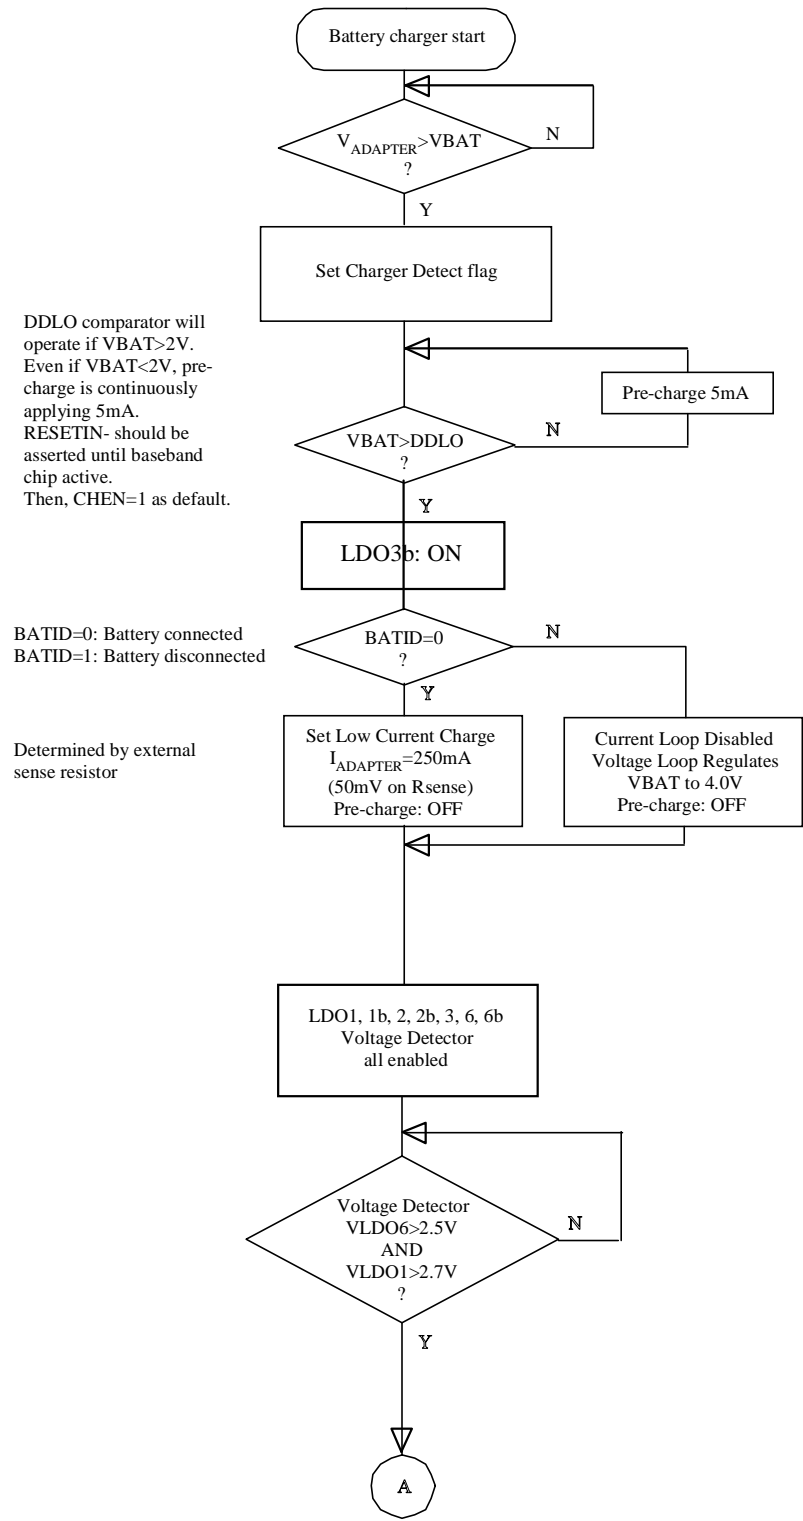 Battery charger start
V_ADAPTER>VBAT
?
N
Y
Set Charger Detect flag
DDLO comparator will
operate if VBAT>2V.
Even if VBAT<2V, pre-
charge is continuously
applying 5mA.
RESETIN- should be
asserted until baseband
chip active.
Then, CHEN=1 as default.
Pre-charge 5mA
VBAT>DDLO
?
N
Y
LDO3b: ON
BATID=0: Battery connected
BATID=1: Battery disconnected
BATID=0
?
N
Y
Determined by external
sense resistor
Set Low Current Charge
I_ADAPTER=250mA
(50mV on Rsense)
Pre-charge: OFF
Current Loop Disabled
Voltage Loop Regulates
VBAT to 4.0V
Pre-charge: OFF
LDO1, 1b, 2, 2b, 3, 6, 6b
Voltage Detector
all enabled
Voltage Detector
VLDO6>2.5V
AND
VLDO1>2.7V
?
N
Y
A